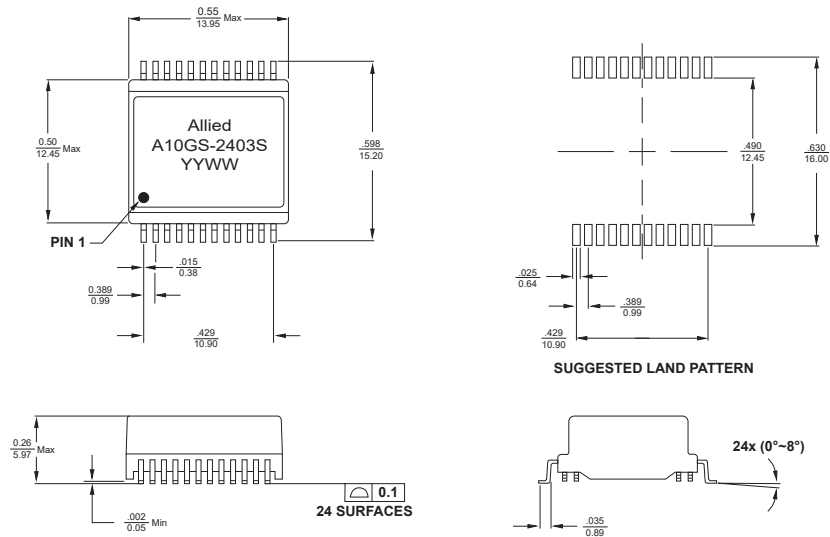 0.55
13.95 Max
0.50
12.45 Max
Allied
A10GS-2403S
YYWW
.598
15.20
PIN 1
.015
0.38
0.389
0.99
.429
10.90
.490
12.45
.630
16.00
.025
0.64
.389
0.99
.429
10.90
SUGGESTED LAND PATTERN
0.26
5.97 Max
.002
0.05 Min
0.1
24 SURFACES
24x (0°~8°)
.035
0.89